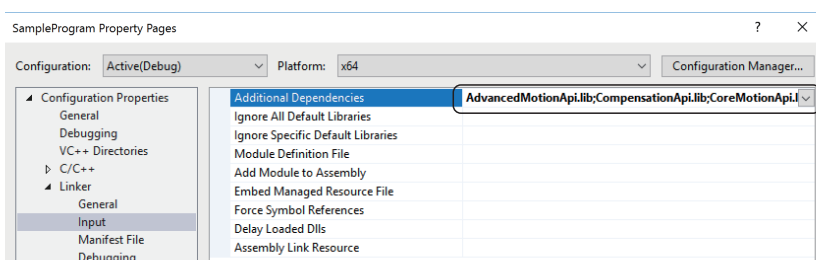 SampleProgram Property Pages ? ×
Configuration: Active(Debug) Platform: x64 Configuration Manager...
Configuration Properties
General
Debugging
VC++ Directories
C/C++
Linker
General
Input
Manifest File
Debugging
Additional Dependencies AdvancedMotionApi.lib;CompensationApi.lib;CoreMotionApi.l
Ignore All Default Libraries
Ignore Specific Default Libraries
Module Definition File
Add Module to Assembly
Embed Managed Resource File
Force Symbol References
Delay Loaded Dlls
Assembly Link Resource